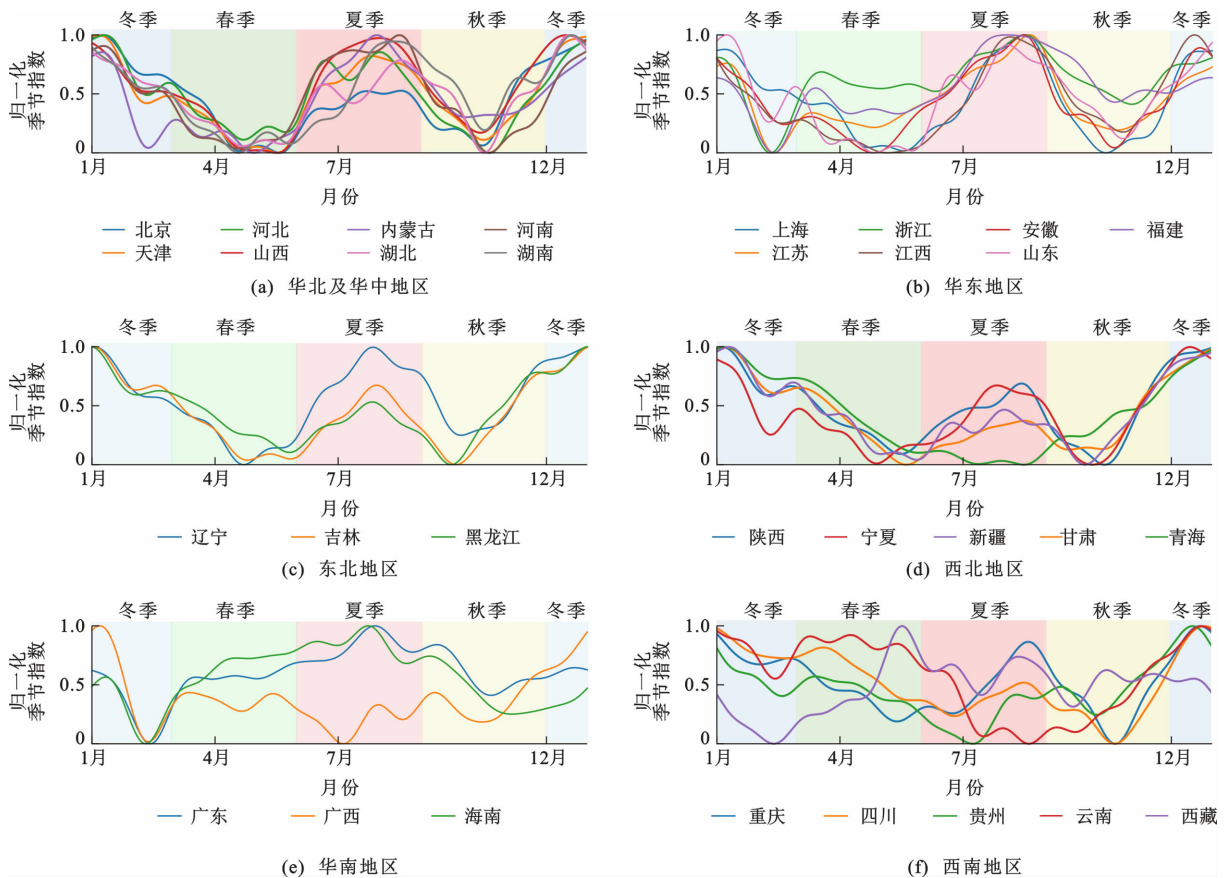 冬季 春季 夏季 秋季 冬季
归一化
季节指数
1.0
0.5
0
1月 4月 7月 12月
月份
北京 河北 内蒙古 河南
天津 山西 湖北 湖南
(a) 华北及华中地区
冬季 春季 夏季 秋季 冬季
归一化
季节指数
1.0
0.5
0
1月 4月 7月 12月
月份
上海 浙江 安徽 福建
江苏 江西 山东
(b) 华东地区
冬季 春季 夏季 秋季 冬季
归一化
季节指数
1.0
0.5
0
1月 4月 7月 12月
月份
辽宁 吉林 黑龙江
(c) 东北地区
冬季 春季 夏季 秋季 冬季
归一化
季节指数
1.0
0.5
0
1月 4月 7月 12月
月份
陕西 宁夏 新疆 甘肃 青海
(d) 西北地区
冬季 春季 夏季 秋季 冬季
归一化
季节指数
1.0
0.5
0
1月 4月 7月 12月
月份
广东 广西 海南
(e) 华南地区
冬季 春季 夏季 秋季 冬季
归一化
季节指数
1.0
0.5
0
1月 4月 7月 12月
月份
重庆 四川 贵州 云南 西藏
(f) 西南地区